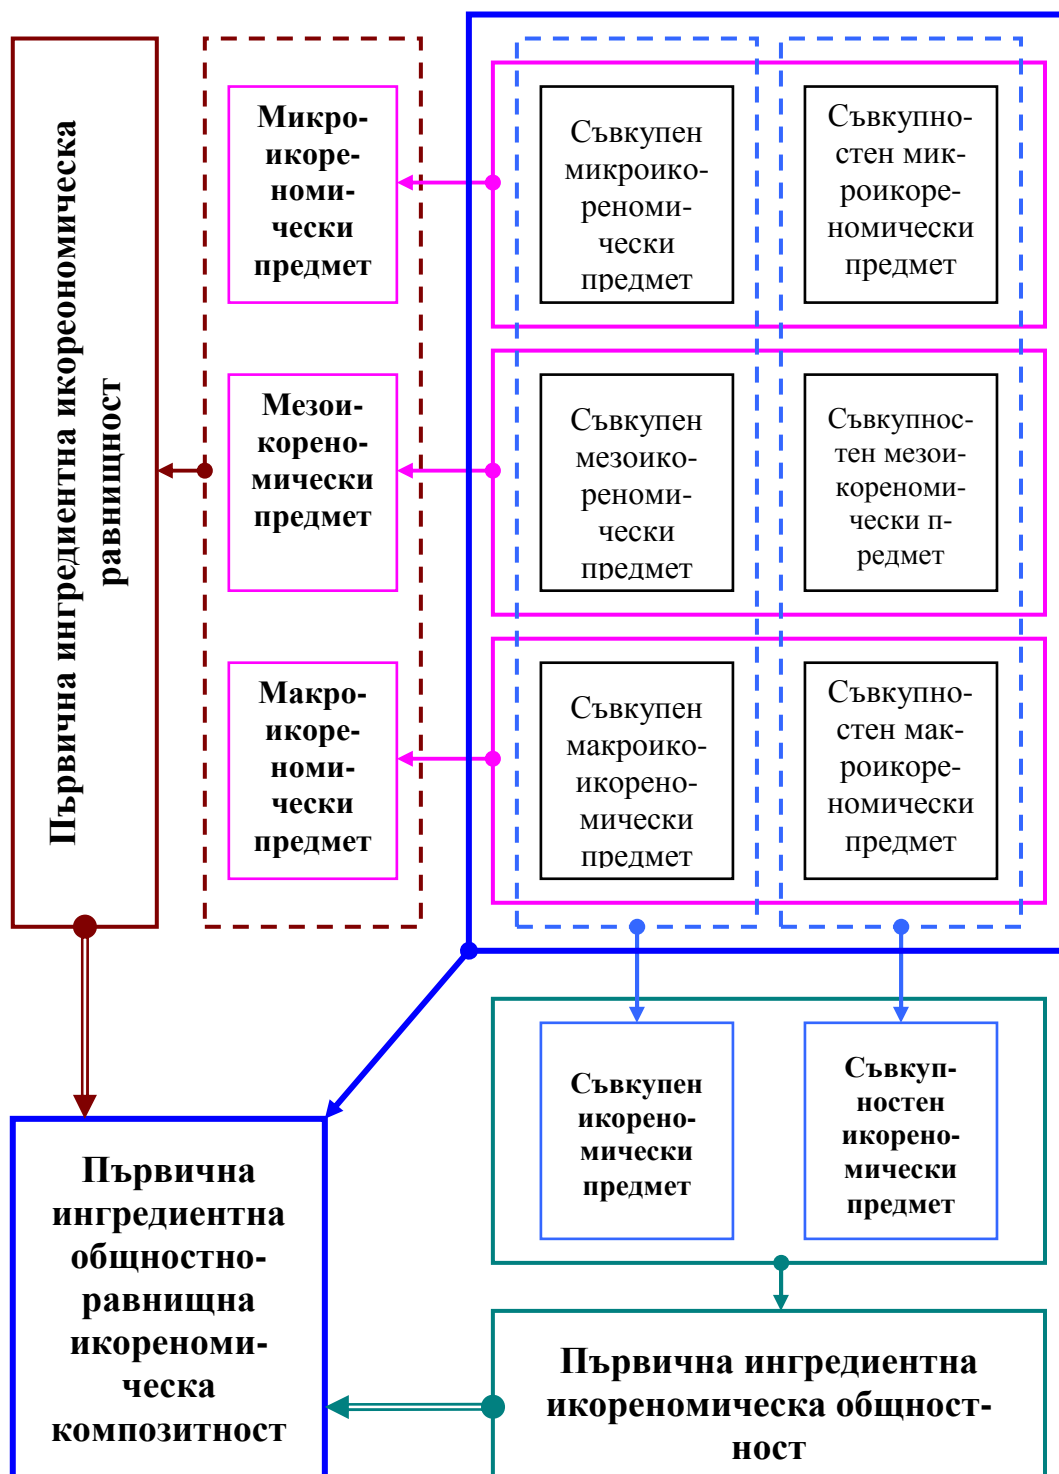 Първична ингредиентна икореономическа
равнищност
Микро-
икоре-
номи-
чески
предмет
Съвкупен
микроико-
реноми-
чески
предмет
Съвкупно-
стен мик-
роикоре-
номически
предмет
Мезои-
корено-
мически
предмет
Съвкупен
мезоико-
реноми-
чески
предмет
Съвкупнос-
тен мезои-
кореноми-
чески п-
редмет
Макро-
икоре-
номи-
чески
предмет
Съвкупен
макроико-
икорено-
мически
предмет
Съвкупно-
стен мак-
роикоре-
номически
предмет
Съвкупен
икорено-
мически
предмет
Съвкуп-
ностен
икорено-
мически
предмет
Първична
ингредиентна
общностно-
равнищна
икореноми-
ческа
композитност
Първична ингредиентна
икореномическа общност-
ност